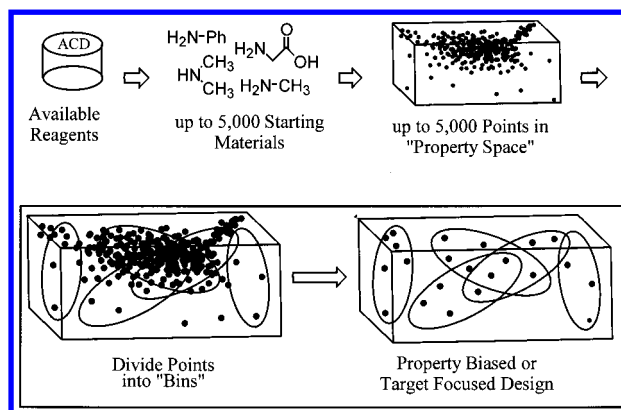 ACD
Available
Reagents
H₂N-Ph
H₂N
O
OH
CH₃
HN
CH₃
H₂N-CH₃
up to 5,000 Starting
Materials
up to 5,000 Points in
"Property Space"
Divide Points
into "Bins"
Property Biased or
Target Focused Design